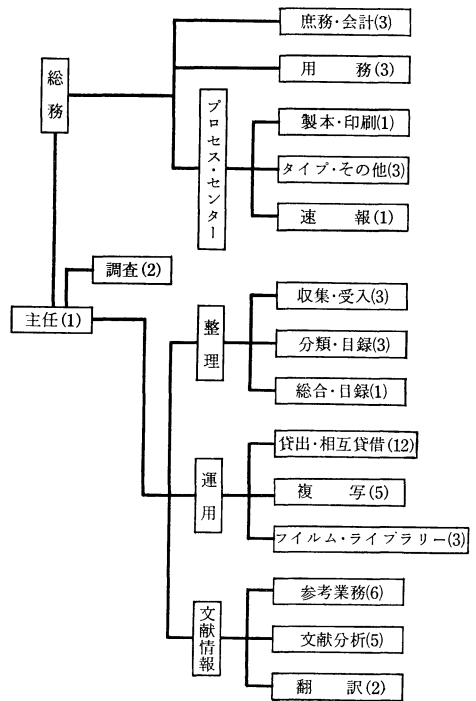 庶務・会計(3)
総務
用　務(3)
プロセス・センター
製本・印刷(1)
タイプ・その他(3)
速　報(1)
調査(2)
主任(1)
整理
収集・受入(3)
分類・目録(3)
総合・目録(1)
運用
貸出・相互貸借(12)
複　写(5)
フイルム・ライブラリー(3)
文献情報
参考業務(6)
文献分析(5)
翻　訳(2)